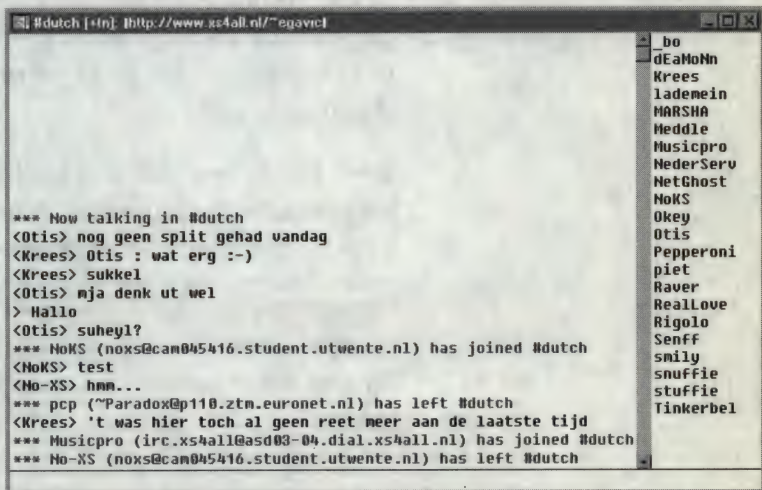 #dutch [+tn]: [http://www.xs4all.nl/~egavic]
*** Now talking in #dutch
<Otis> nog geen split gehad vandag
<Krees> Otis : wat erg :-)
<Krees> sukkel
<Otis> mja denk ut wel
> Hallo
<Otis> suheyl?
*** NoKS (noxs@cam045416.student.utwente.nl) has joined #dutch
<NoKS> test
<No-XS> hmm...
*** pcp (~Paradox@p110.ztm.euronet.nl) has left #dutch
<Krees> 't was hier toch al geen reet meer aan de laatste tijd
*** Musicpro (irc.xs4all@asd03-04.dial.xs4all.nl) has joined #dutch
*** No-XS (noxs@cam045416.student.utwente.nl) has left #dutch
_bo
dEaMoNn
Krees
lademein
MARSHA
Meddle
Musicpro
NederServ
NetGhost
NoKS
Okey
Otis
Pepperoni
piet
Raver
RealLove
Rigolo
Senff
smily
snuffie
stuffie
Tinkerbel